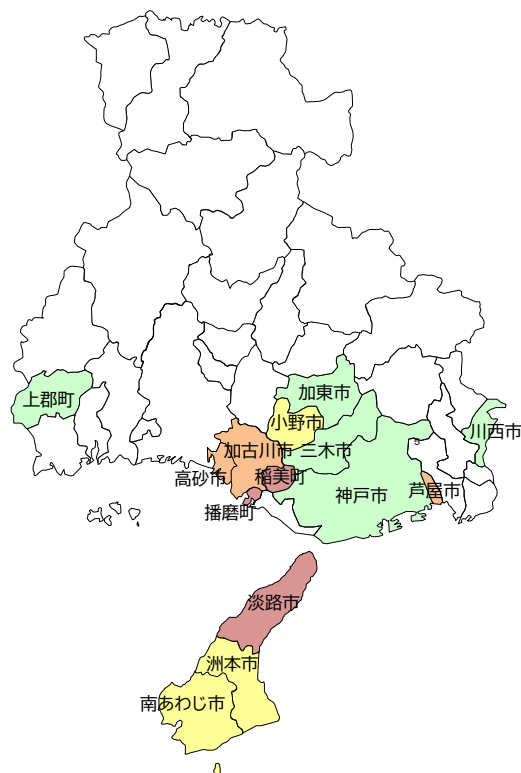 加東市
上郡町
小野市
川西市
加古川市
三木市
高砂市
稲美町
芦屋市
神戸市
播磨町
淡路市
洲本市
南あわじ市